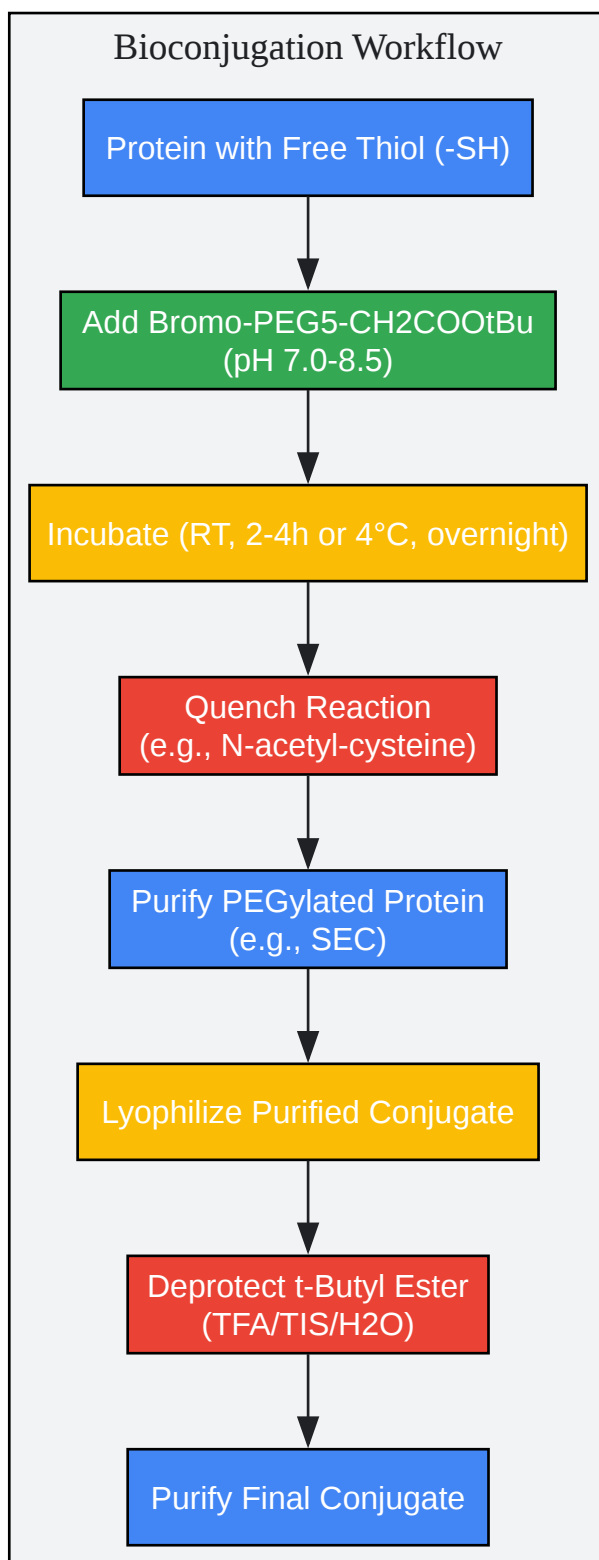 Bioconjugation Workflow
Protein with Free Thiol (-SH)
Add Bromo-PEG5-CH2COOtBu
(pH 7.0-8.5)
Incubate (RT, 2-4h or 4°C, overnight)
Quench Reaction
(e.g., N-acetyl-cysteine)
Purify PEGylated Protein
(e.g., SEC)
Lyophilize Purified Conjugate
Deprotect t-Butyl Ester
(TFA/TIS/H2O)
Purify Final Conjugate